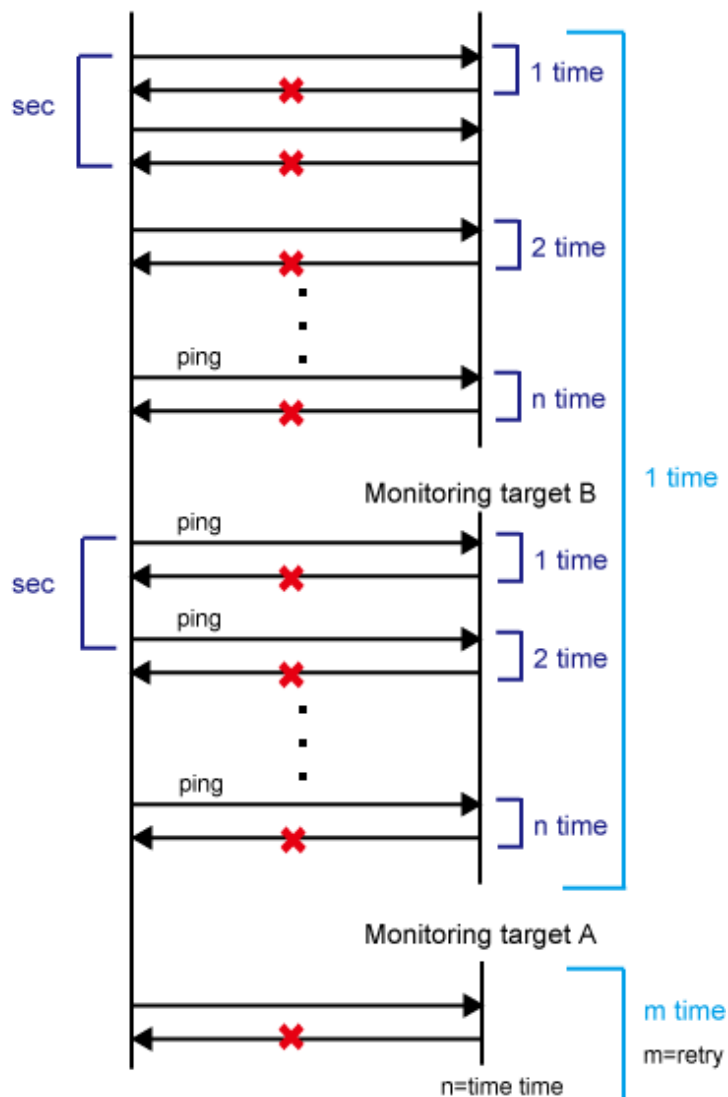 1 time
sec
2 time
ping
n time
1 time
Monitoring target B
ping
1 time
sec
ping
2 time
ping
n time
Monitoring target A
m time
m=retry
n=time time